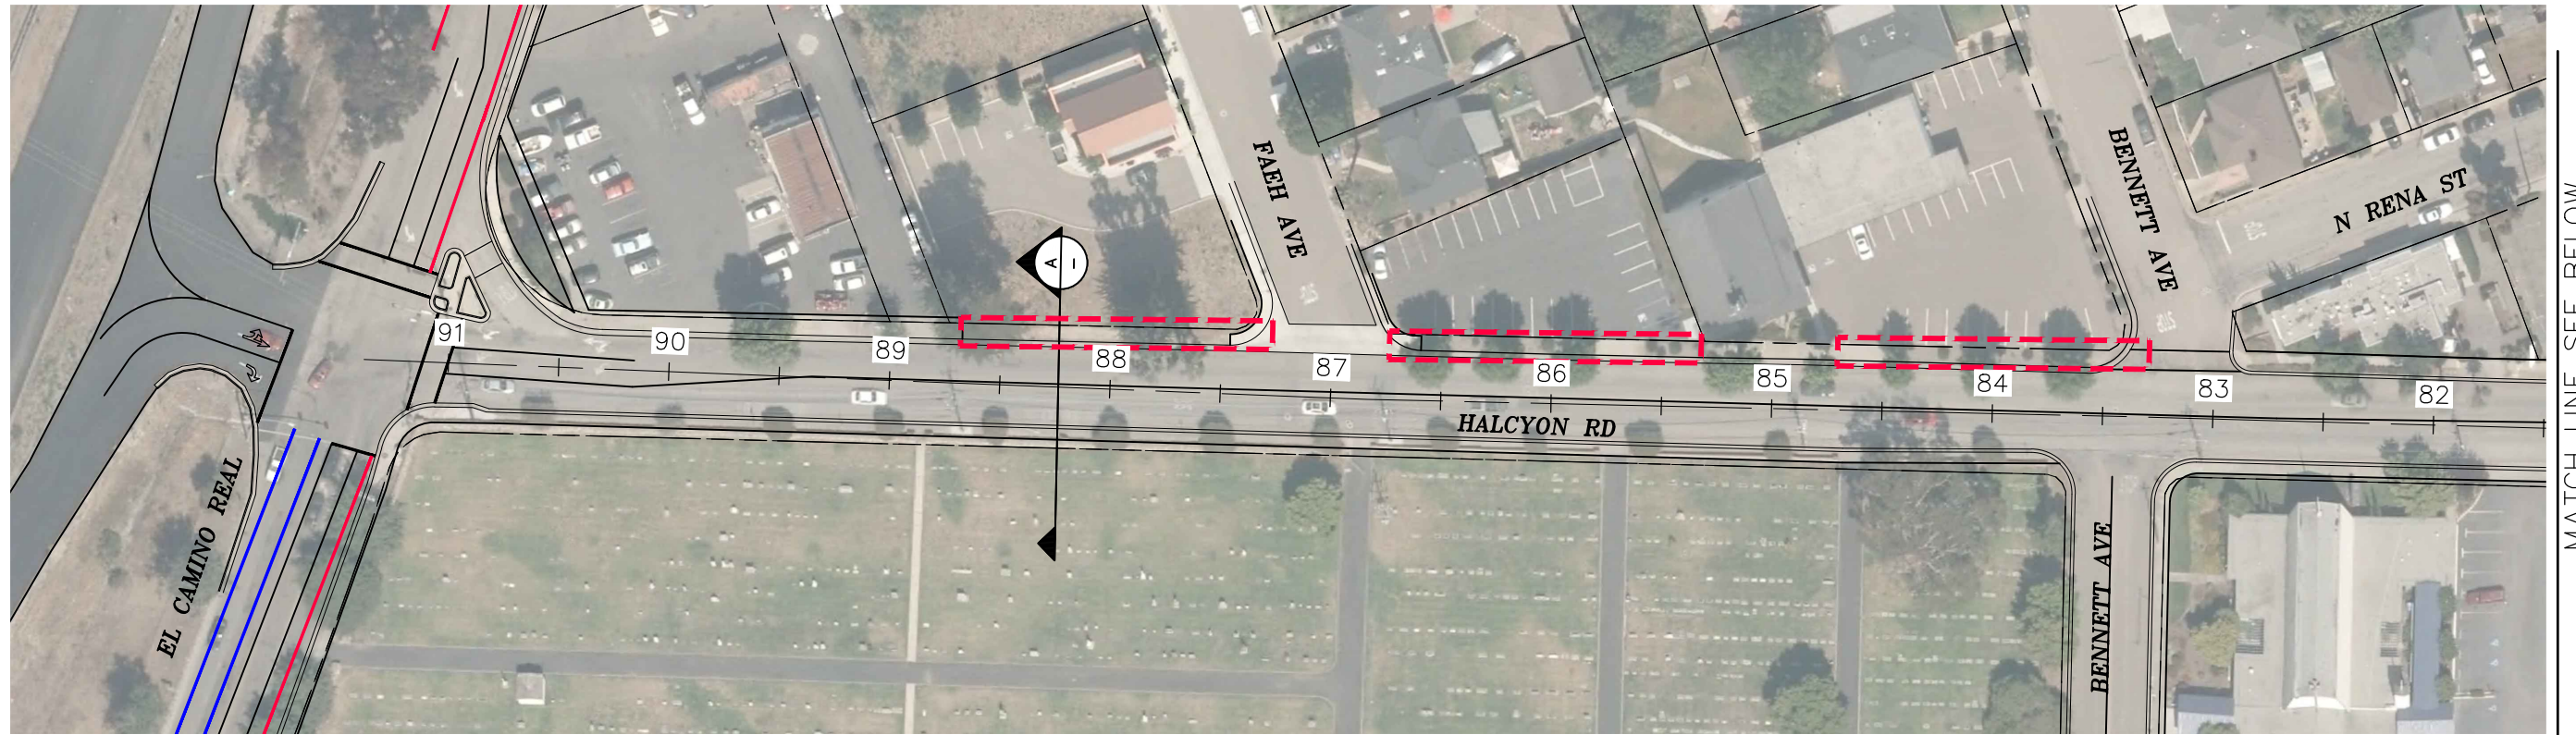 FAEH AVE
BENNETT AVE
N RENA ST
A
–
91
90
89
88
87
86
85
84
83
82
HALCYON RD
EL CAMINO REAL
BENNETT AVE
MATCH LINE SEE BELOW